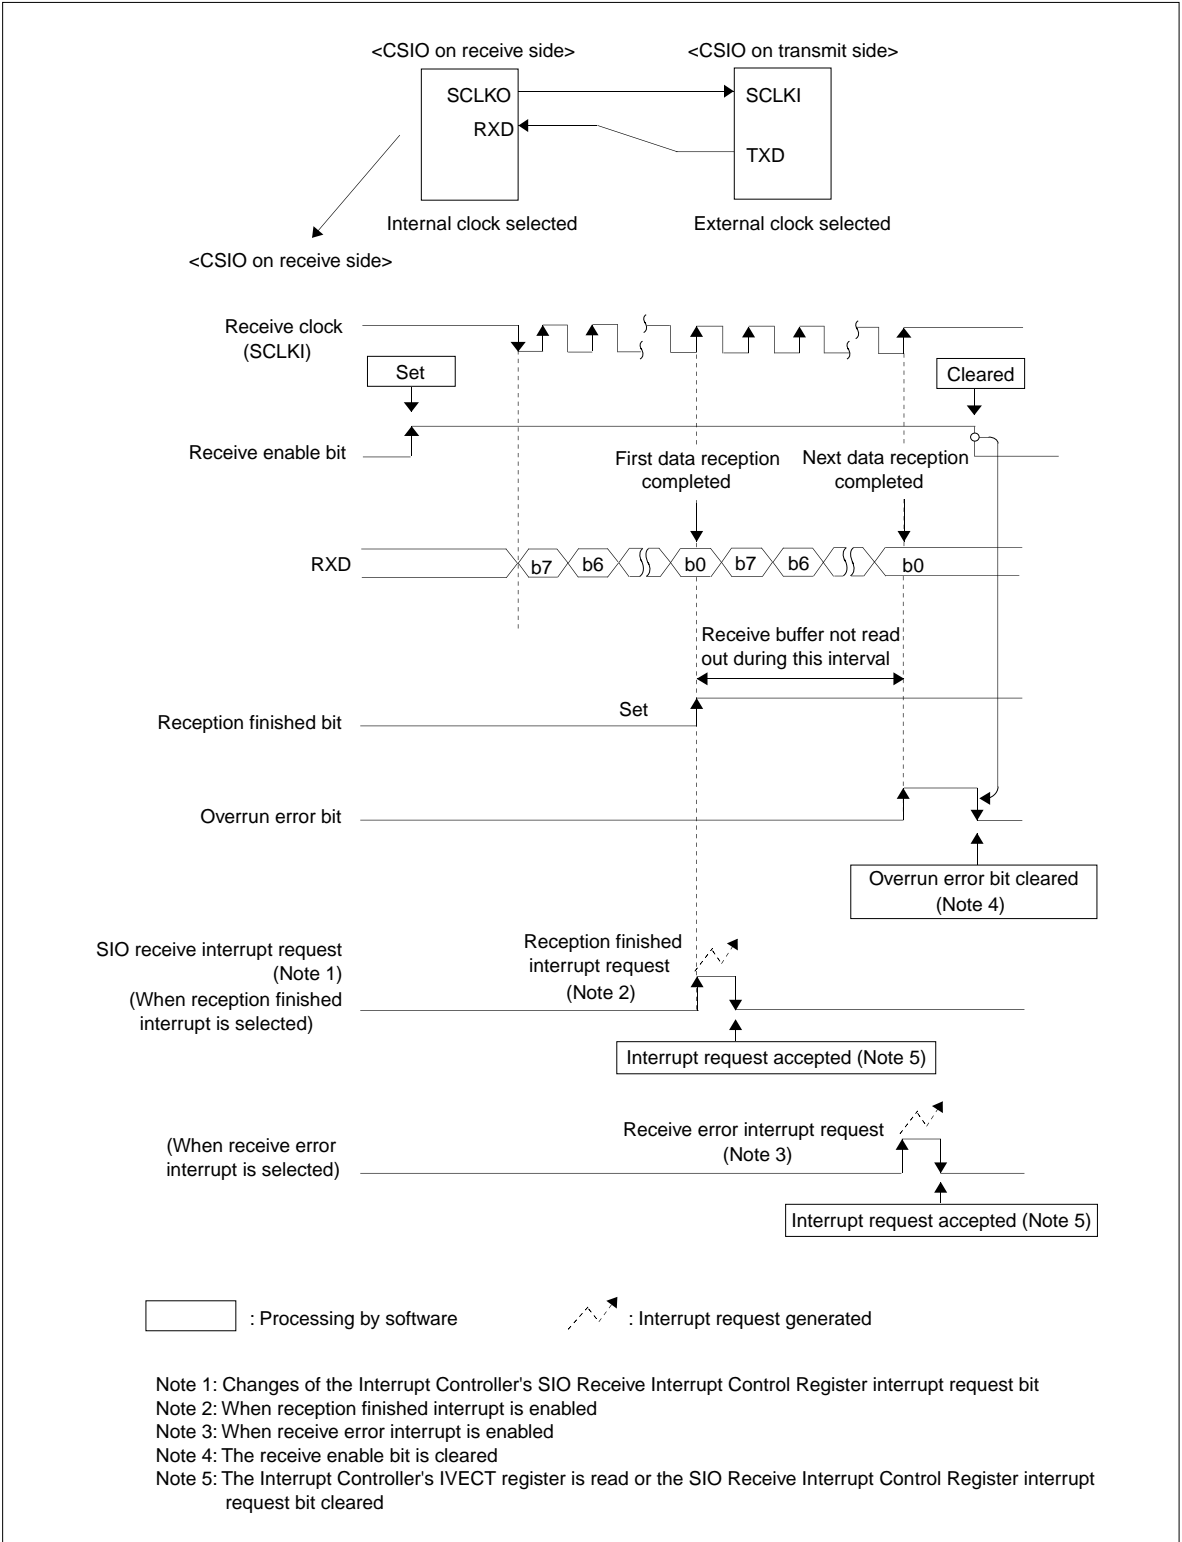 <CSIO on receive side>
<CSIO on transmit side>
SCLKO
SCLKI
RXD
TXD
Internal clock selected
External clock selected
<CSIO on receive side>
Receive clock
(SCLKI)
Set
Cleared
Receive enable bit
First data reception
completed
Next data reception
completed
RXD
b7
b6
b0
b7
b6
b0
Receive buffer not read
out during this interval
Set
Reception finished bit
Overrun error bit
Overrun error bit cleared
(Note 4)
SIO receive interrupt request
(Note 1)
(When reception finished
interrupt is selected)
Reception finished
interrupt request
(Note 2)
Interrupt request accepted (Note 5)
(When receive error
interrupt is selected)
Receive error interrupt request
(Note 3)
Interrupt request accepted (Note 5)
: Processing by software
: Interrupt request generated
Note 1: Changes of the Interrupt Controller's SIO Receive Interrupt Control Register interrupt request bit
Note 2: When reception finished interrupt is enabled
Note 3: When receive error interrupt is enabled
Note 4: The receive enable bit is cleared
Note 5: The Interrupt Controller's IVECT register is read or the SIO Receive Interrupt Control Register interrupt
request bit cleared